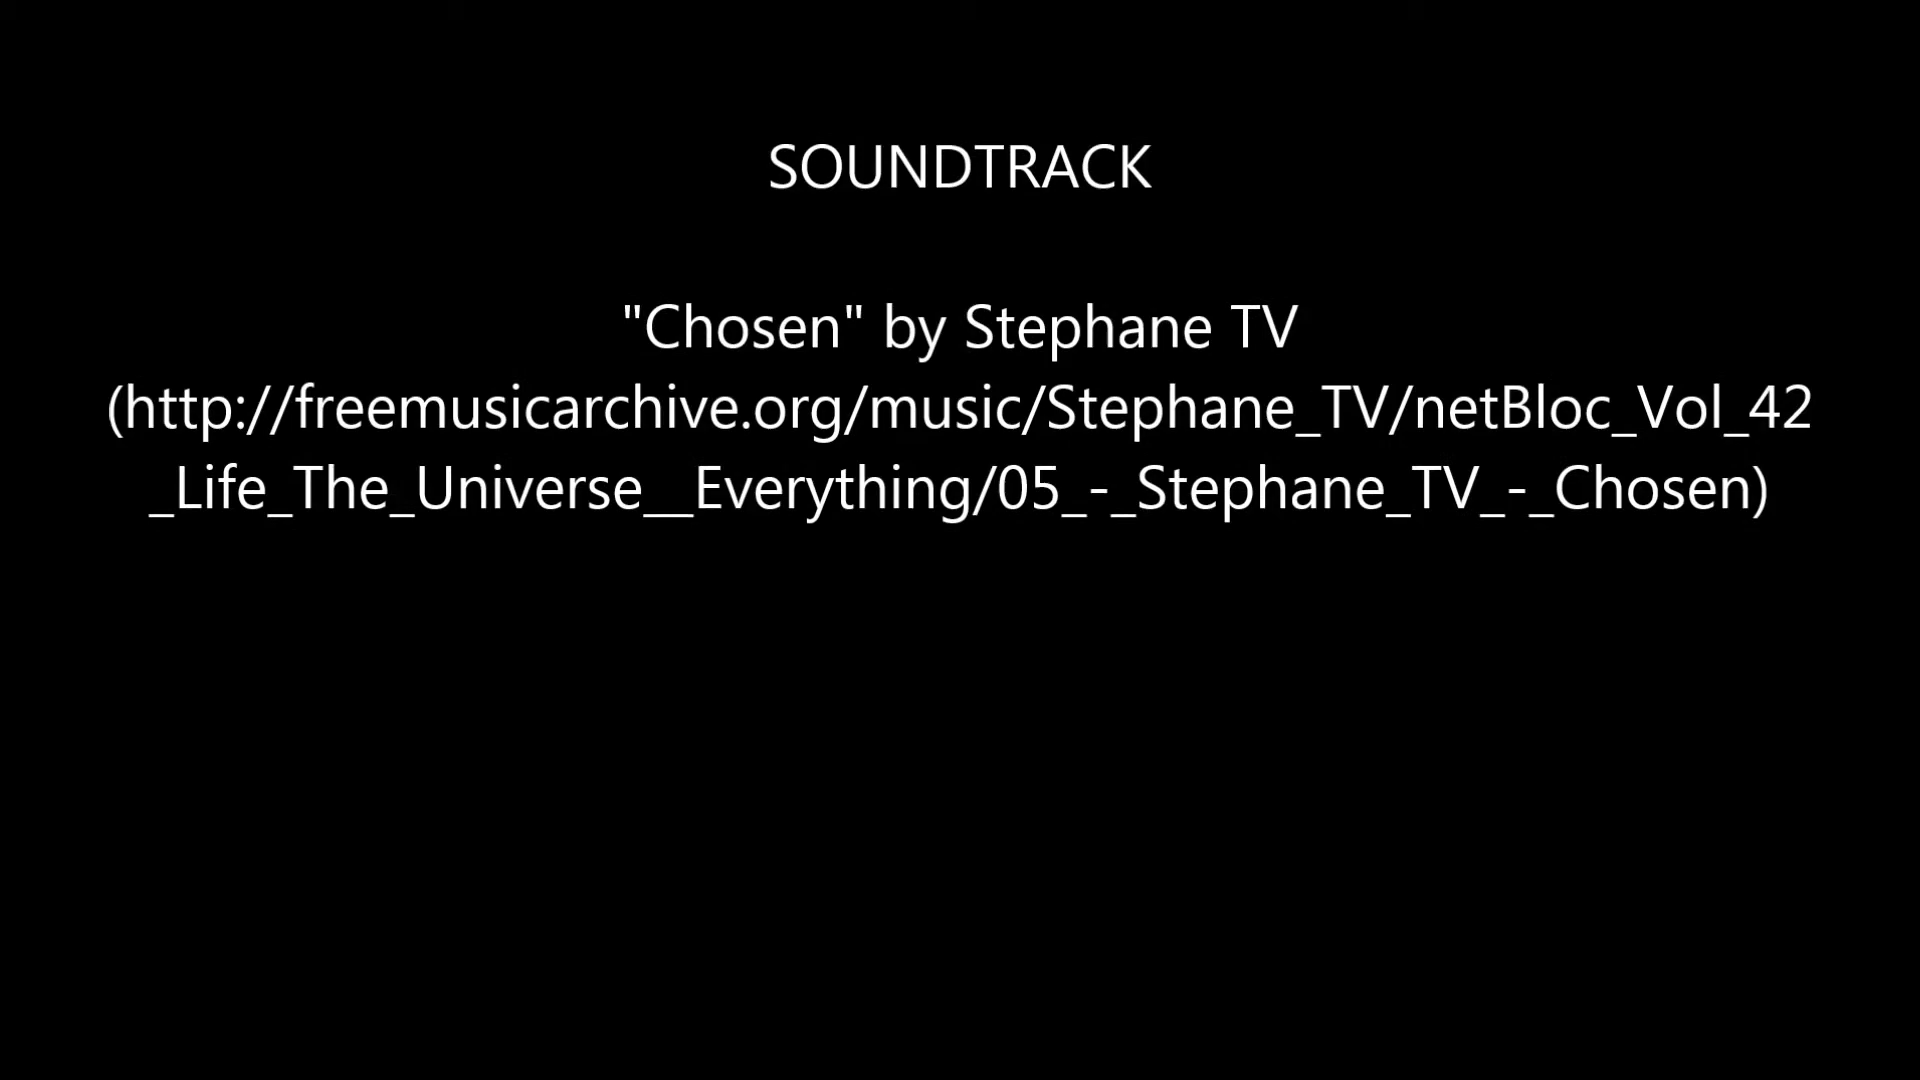 SOUNDTRACK
"Chosen" by Stephane TV
(http://freemusicarchive.org/music/Stephane_TV/netBloc_Vol_42
_Life_The_Universe__Everything/05_-_Stephane_TV_-_Chosen)